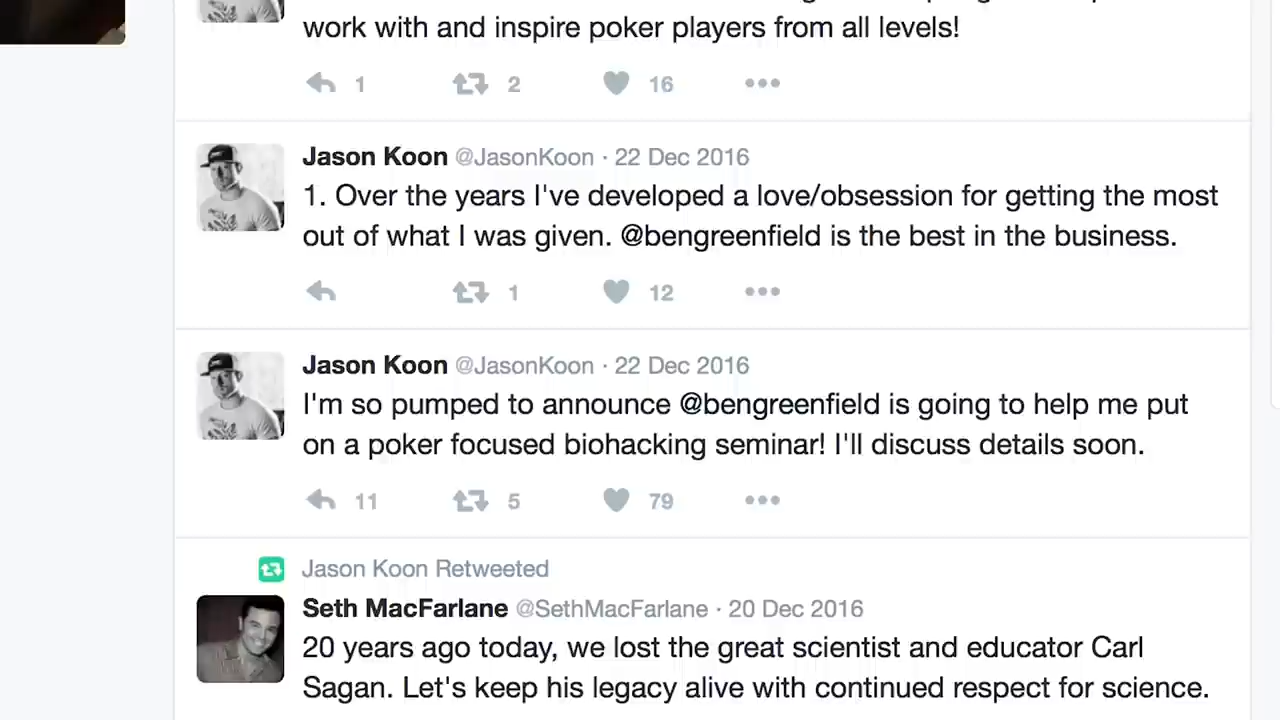 work with and inspire poker players from all levels!
1 2 16
Jason Koon @JasonKoon · 22 Dec 2016
1. Over the years I've developed a love/obsession for getting the most
out of what I was given. @bengreenfield is the best in the business.
1 12
Jason Koon @JasonKoon · 22 Dec 2016
I'm so pumped to announce @bengreenfield is going to help me put
on a poker focused biohacking seminar! I'll discuss details soon.
11 5 79
Jason Koon Retweeted
Seth MacFarlane @SethMacFarlane · 20 Dec 2016
20 years ago today, we lost the great scientist and educator Carl
Sagan. Let's keep his legacy alive with continued respect for science.